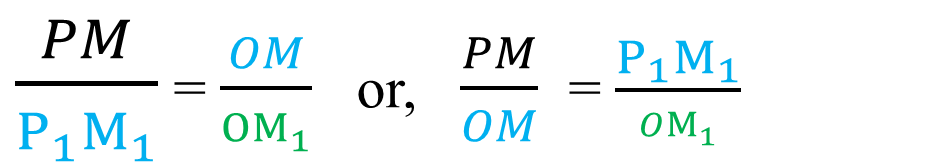 PM/P₁M₁ = OM/OM₁ or, PM/OM = P₁M₁/OM₁